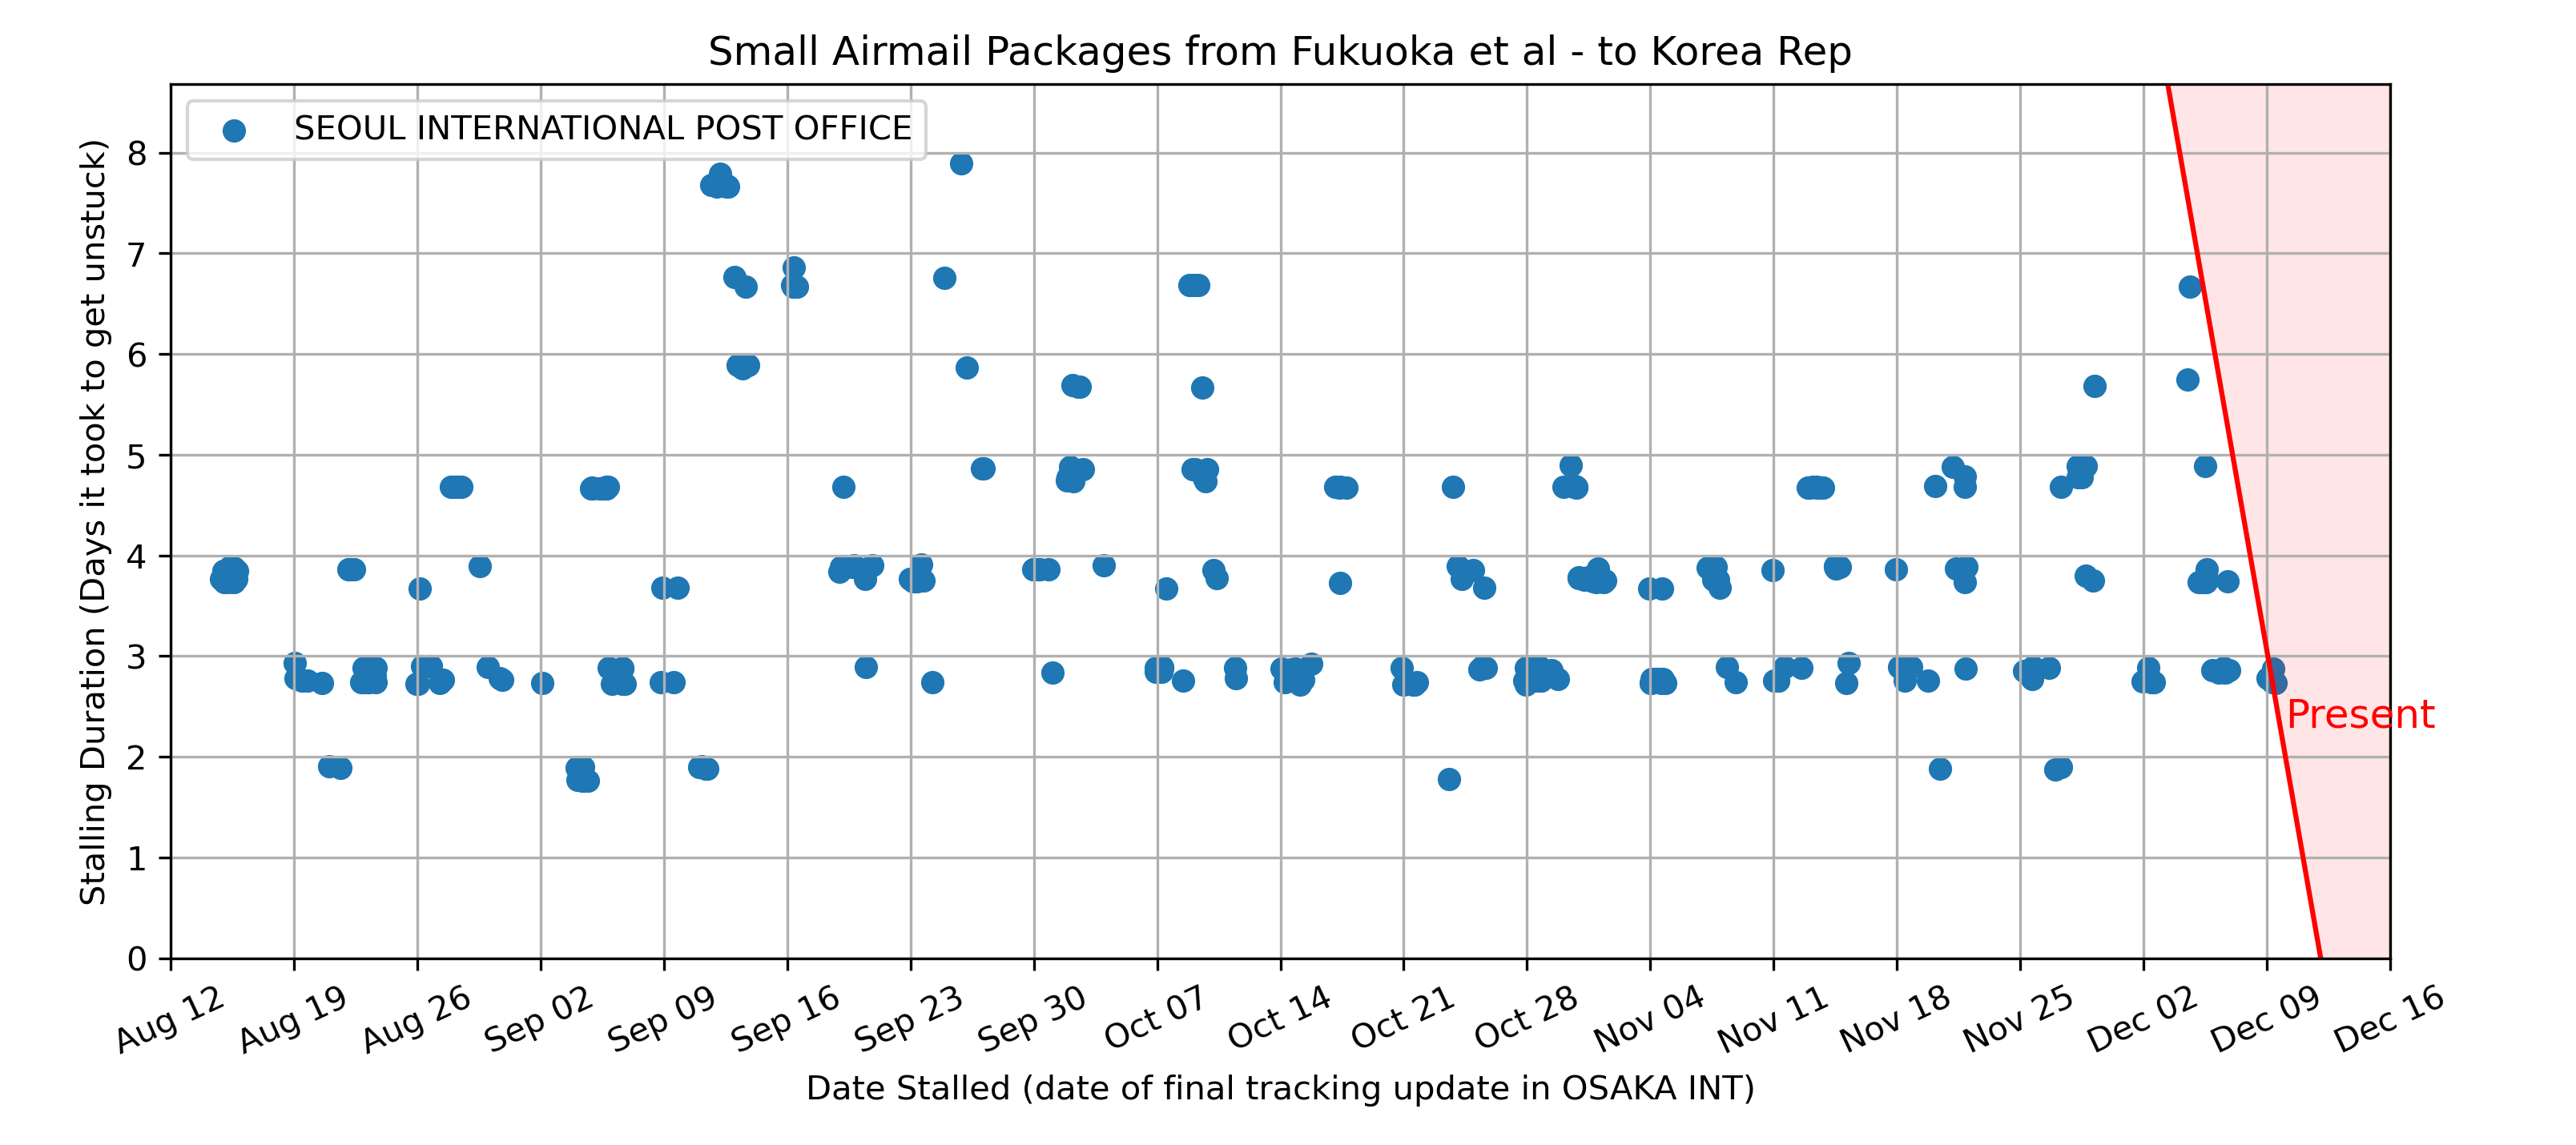 Small Airmail Packages from Fukuoka et al - to Korea Rep
SEOUL INTERNATIONAL POST OFFICE
Stalling Duration (Days it took to get unstuck)
8
7
6
5
4
3
2
1
0
Present
Aug 12
Aug 19
Aug 26
Sep 02
Sep 09
Sep 16
Sep 23
Sep 30
Oct 07
Oct 14
Oct 21
Oct 28
Nov 04
Nov 11
Nov 18
Nov 25
Dec 02
Dec 09
Dec 16
Date Stalled (date of final tracking update in OSAKA INT)